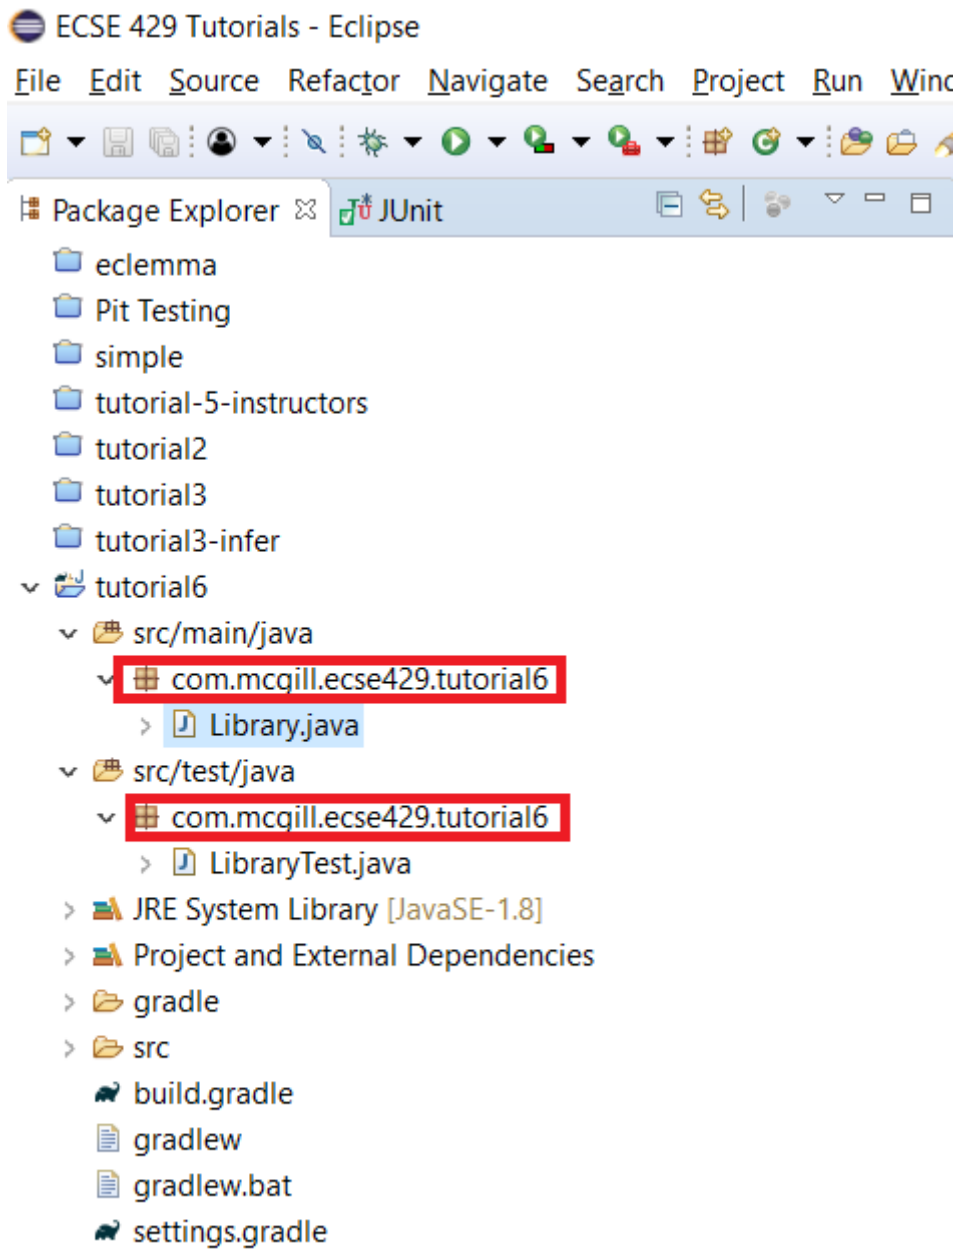 ECSE 429 Tutorials - Eclipse
File Edit Source Refactor Navigate Search Project Run
Package Explorer JUnit
eclemma
Pit Testing
simple
tutorial-5-instructors
tutorial2
tutorial3
tutorial3-infer
tutorial6
src/main/java
com.mcgill.ecse429.tutorial6
Library.java
src/test/java
com.mcgill.ecse429.tutorial6
LibraryTest.java
JRE System Library [JavaSE-1.8]
Project and External Dependencies
gradle
src
build.gradle
gradlew
gradlew.bat
settings.gradle